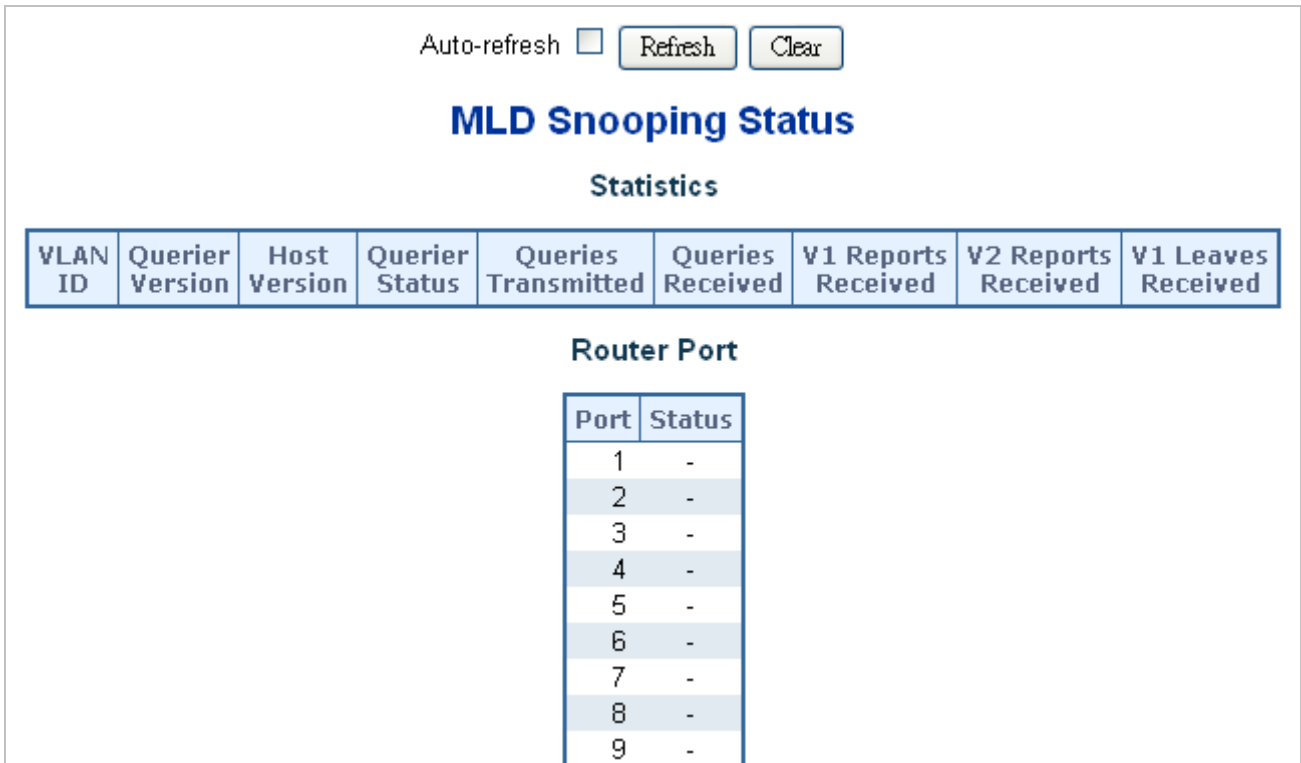 Auto-refresh Refresh Clear
MLD Snooping Status
Statistics
VLAN ID Querier Version Host Version Querier Status Queries Transmitted Queries Received V1 Reports Received V2 Reports Received V1 Leaves Received
Router Port
Port Status
1 -
2 -
3 -
4 -
5 -
6 -
7 -
8 -
9 -